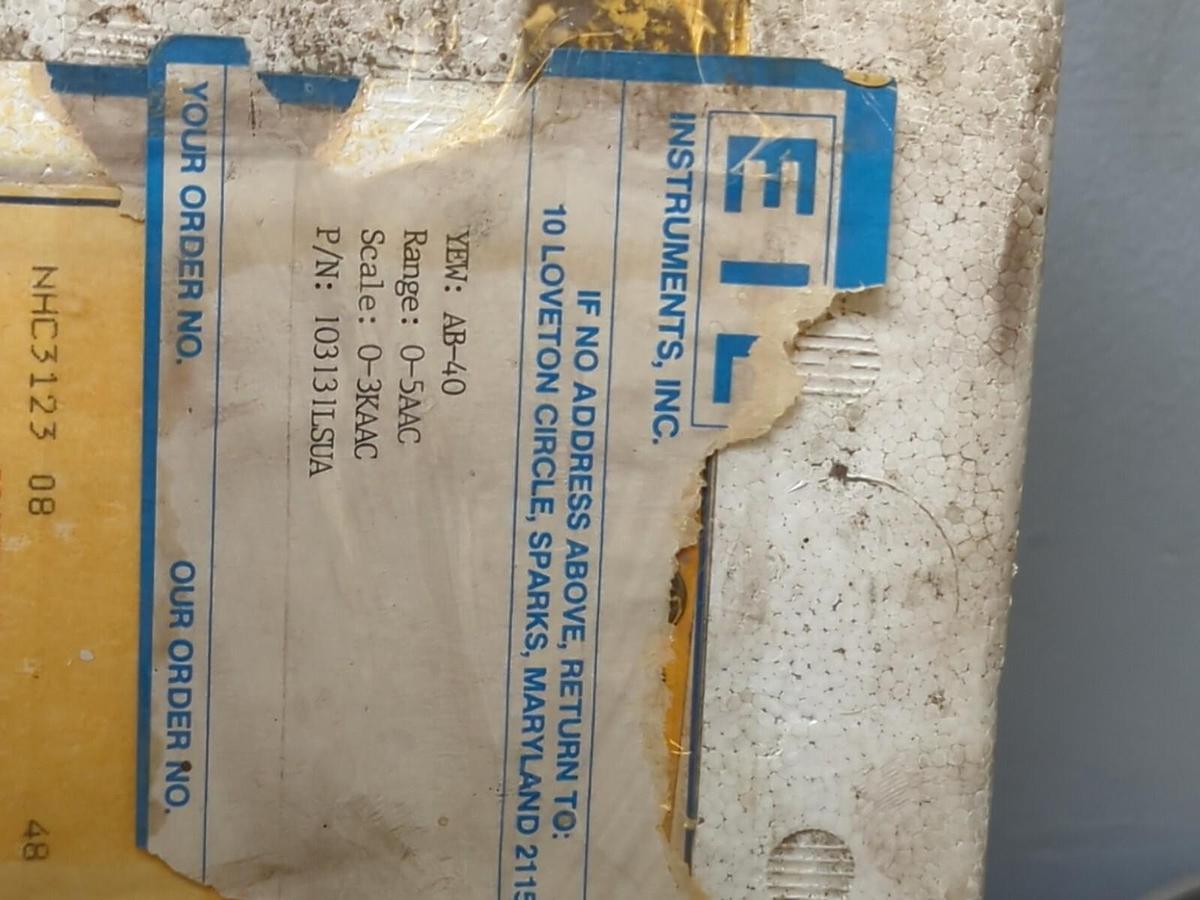 EIL
INSTRUMENTS, INC.
IF NO ADDRESS ABOVE, RETURN TO:
10 LOVETON CIRCLE, SPARKS, MARYLAND 2115
YEW: AB-40
Range: 0-5AAC
Scale: 0-3KAAC
P/N: 103131LSUA
YOUR ORDER NO. OUR ORDER NO.
NHC3123 08 48